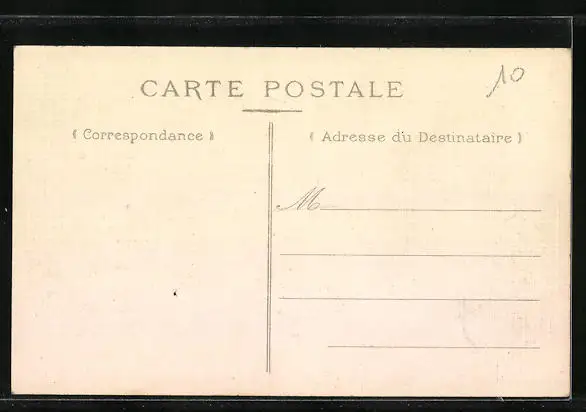 10
CARTE POSTALE
( Correspondance )
( Adresse du Destinataire )
M